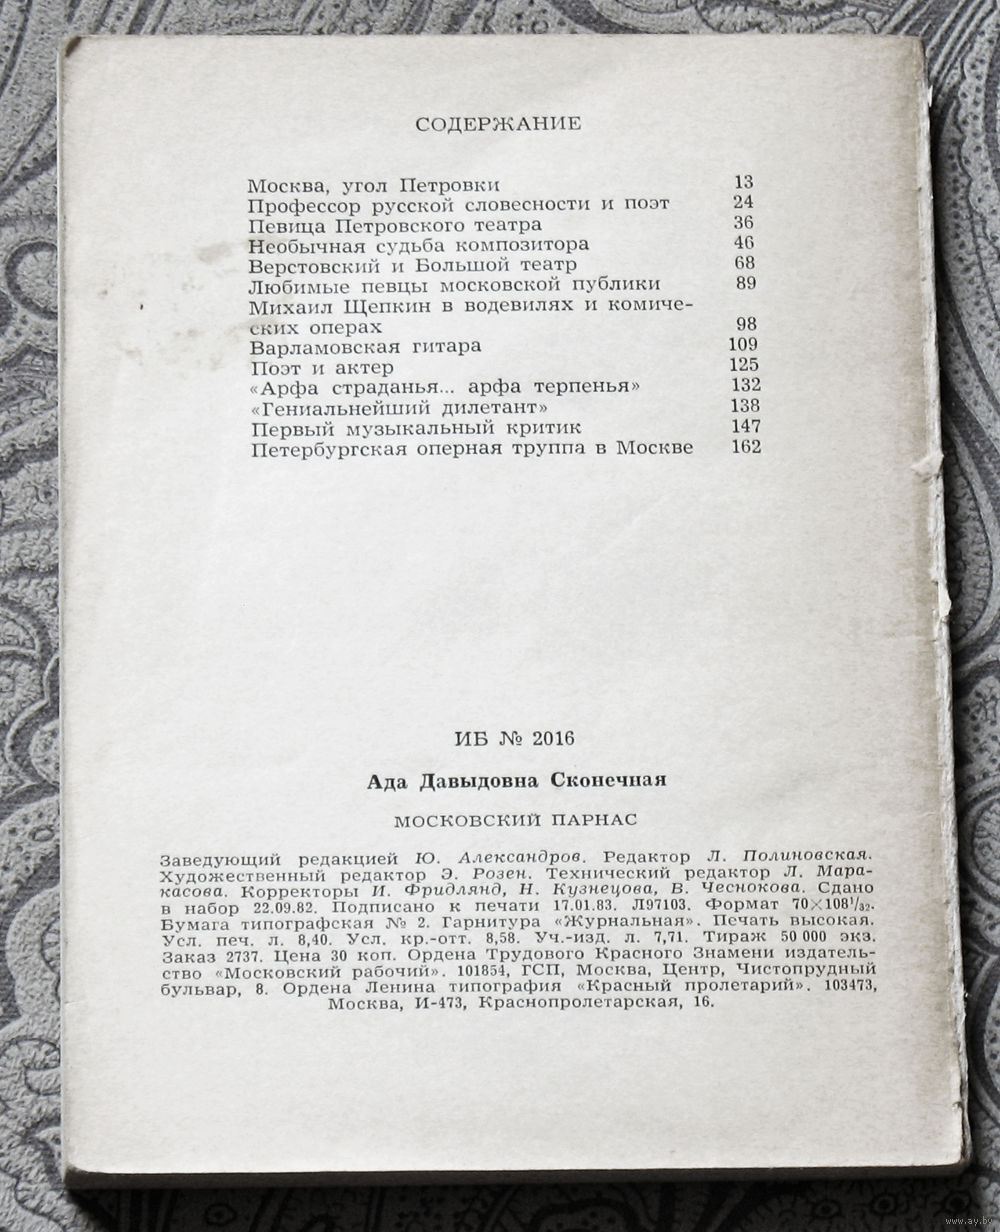 СОДЕРЖАНИЕ
Москва, угол Петровки 13
Профессор русской словесности и поэт 24
Певица Петровского театра 36
Необычная судьба композитора 46
Верстовский и Большой театр 68
Любимые певцы московской публики 89
Михаил Щепкин в водевилях и комиче-
ских операх 98
Варламовская гитара 109
Поэт и актер 125
«Арфа страданья... арфа терпенья» 132
«Гениальнейший дилетант» 138
Первый музыкальный критик 147
Петербургская оперная труппа в Москве 162
ИБ № 2016
Ада Давыдовна Сконечная
МОСКОВСКИЙ ПАРНАС
Заведующий редакцией Ю. Александров. Редактор Л. Полиновская.
Художественный редактор Э. Розен. Технический редактор Л. Мара-
касова. Корректоры И. Фридлянд, Н. Кузнецова, В. Чеснокова. Сдано
в набор 22.09.82. Подписано к печати 17.01.83. Л97103. Формат 70×108¹/₃₂.
Бумага типографская № 2. Гарнитура «Журнальная». Печать высокая.
Усл. печ. л. 8,40. Усл. кр.-отт. 8,58. Уч.-изд. л. 7,71. Тираж 50 000 экз.
Заказ 2737. Цена 30 коп. Ордена Трудового Красного Знамени издатель-
ство «Московский рабочий». 101854, ГСП, Москва, Центр, Чистопрудный
бульвар, 8. Ордена Ленина типография «Красный пролетарий». 103473,
Москва, И-473, Краснопролетарская, 16.
www.ay.by